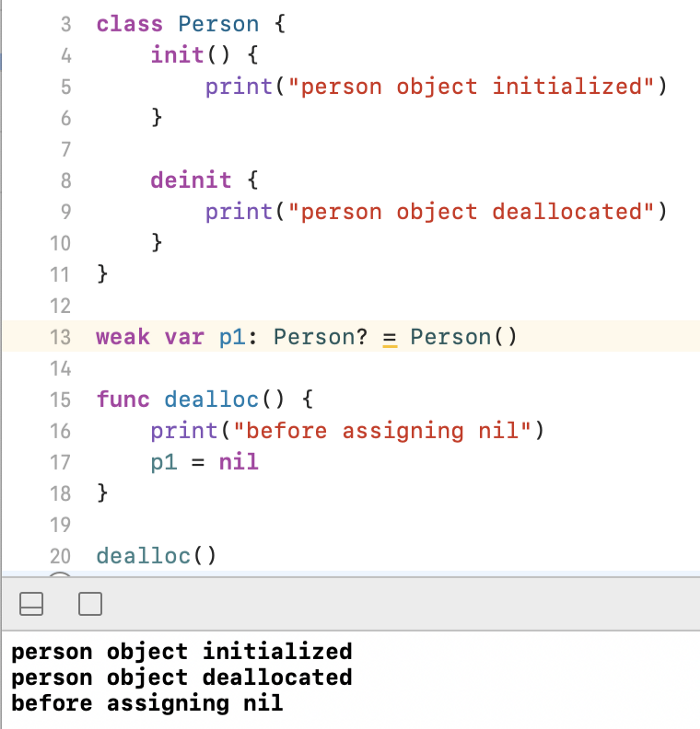 3 class Person {
4     init() {
5         print("person object initialized")
6     }
7
8     deinit {
9         print("person object deallocated")
10     }
11 }
12
13 weak var p1: Person? = Person()
14
15 func dealloc() {
16     print("before assigning nil")
17     p1 = nil
18 }
19
20 dealloc()
person object initialized
person object deallocated
before assigning nil